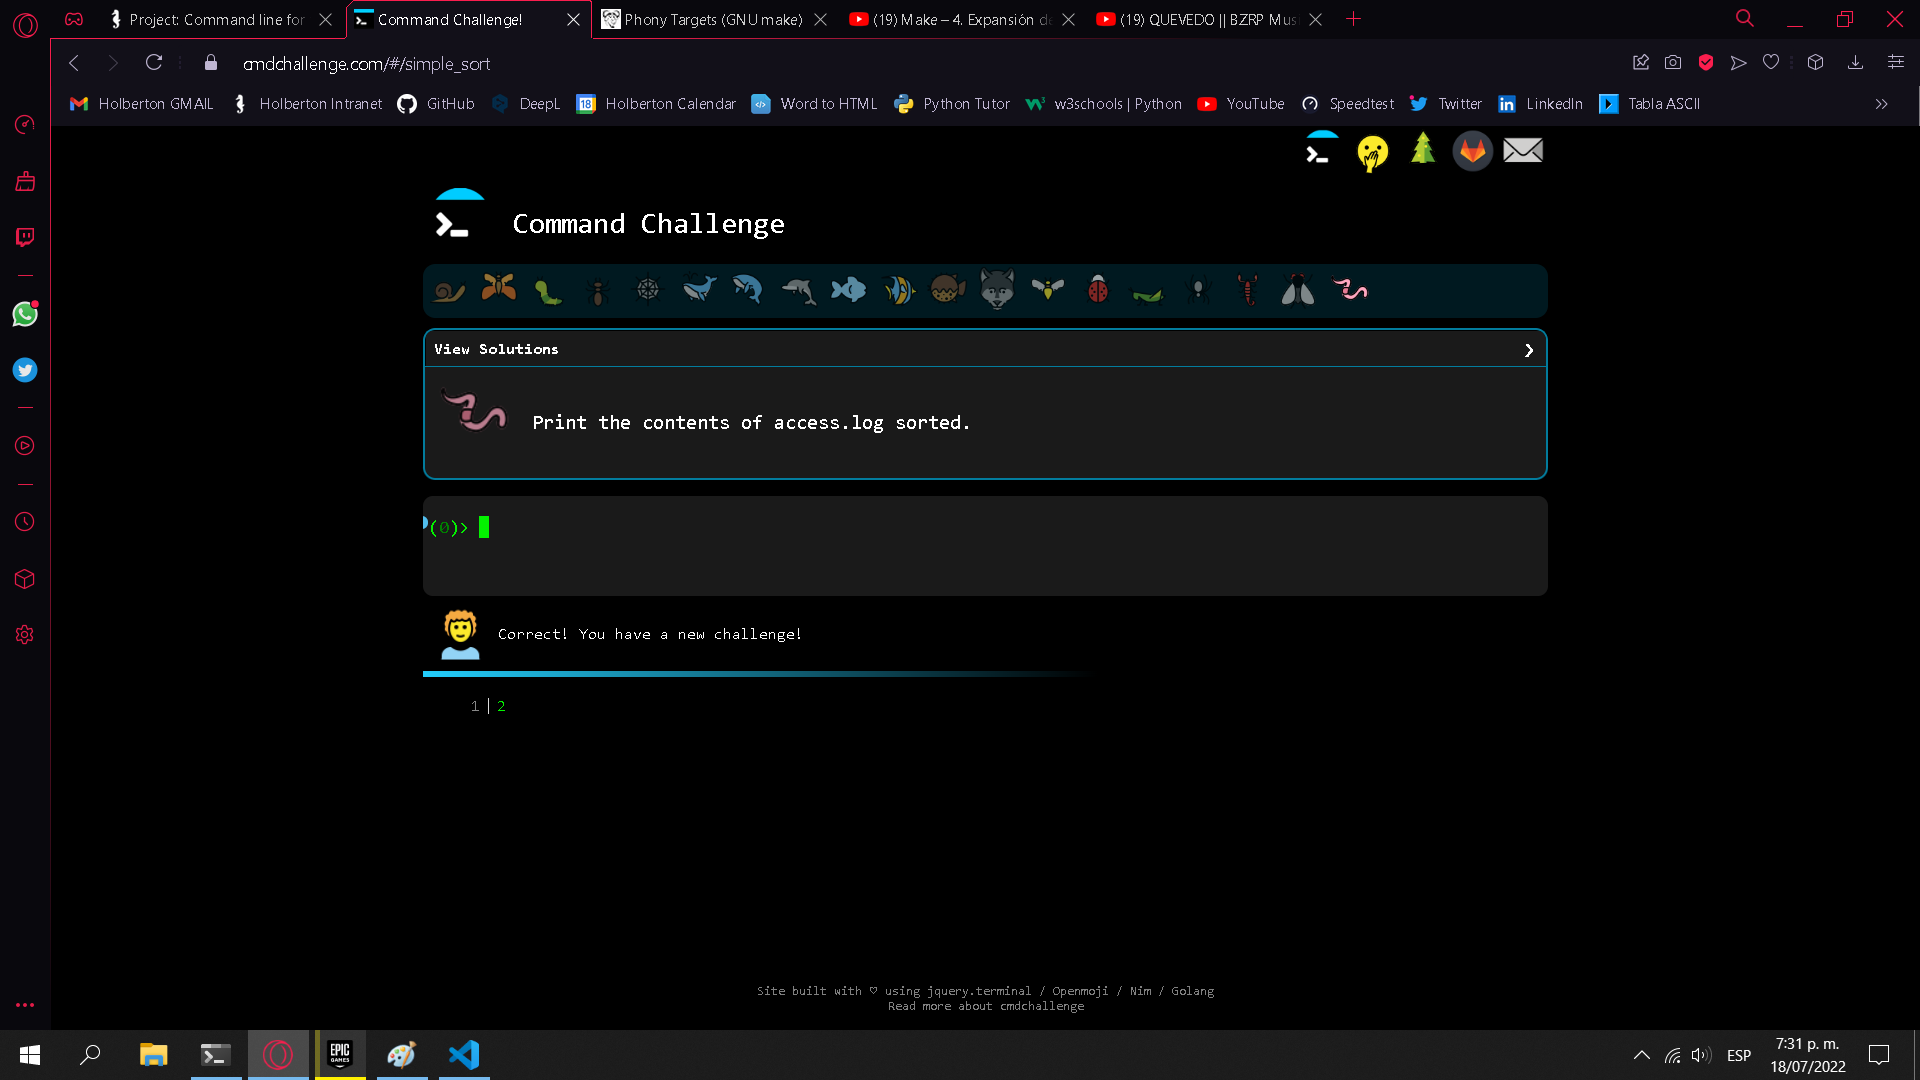 Project: Command line for
Command Challenge!
Phony Targets (GNU make)
(19) Make – 4. Expansión de
(19) QUEVEDO || BZRP Mus
cmdchallenge.com/#/simple_sort
Holberton GMAIL
Holberton Intranet
GitHub
DeepL
18
Holberton Calendar
Word to HTML
Python Tutor
w3schools | Python
YouTube
Speedtest
Twitter
LinkedIn
Tabla ASCII
Command Challenge
View Solutions
Print the contents of access.log sorted.
(0)>
Correct! You have a new challenge!
1 | 2
Site built with ♡ using jquery.terminal / Openmoji / Nim / Golang
Read more about cmdchallenge
EPIC
GAMES
ESP
7:31 p. m.
18/07/2022